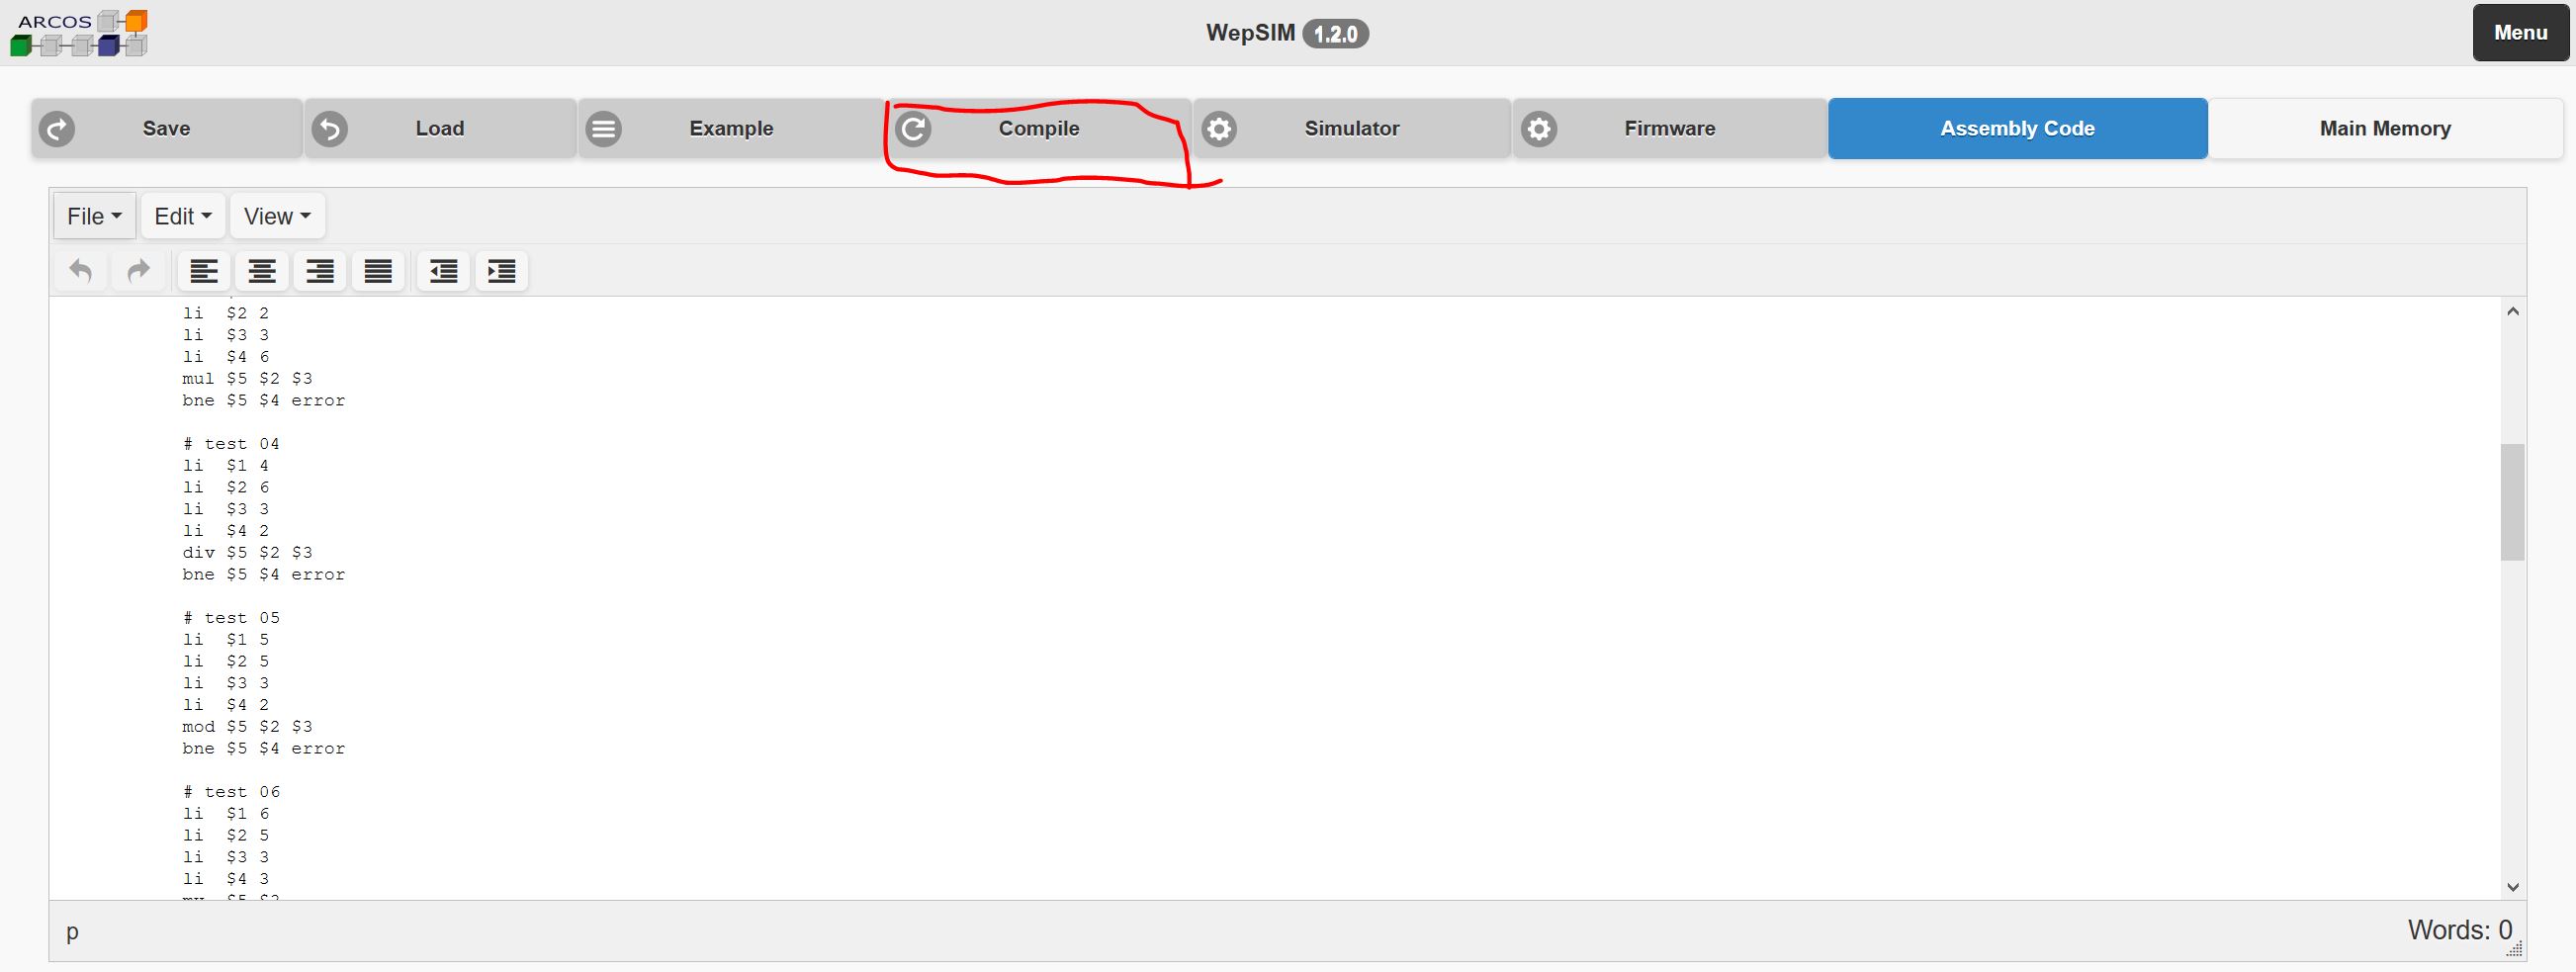 ARCOS
WepSIM 1.2.0
Menu
Save
Load
Example
Compile
Simulator
Firmware
Assembly Code
Main Memory
File
Edit
View
li $2 2
li $3 3
li $4 6
mul $5 $2 $3
bne $5 $4 error
# test 04
li $1 4
li $2 6
li $3 3
li $4 2
div $5 $2 $3
bne $5 $4 error
# test 05
li $1 5
li $2 5
li $3 3
li $4 2
mod $5 $2 $3
bne $5 $4 error
# test 06
li $1 6
li $2 5
li $3 3
li $4 3
p
Words: 0